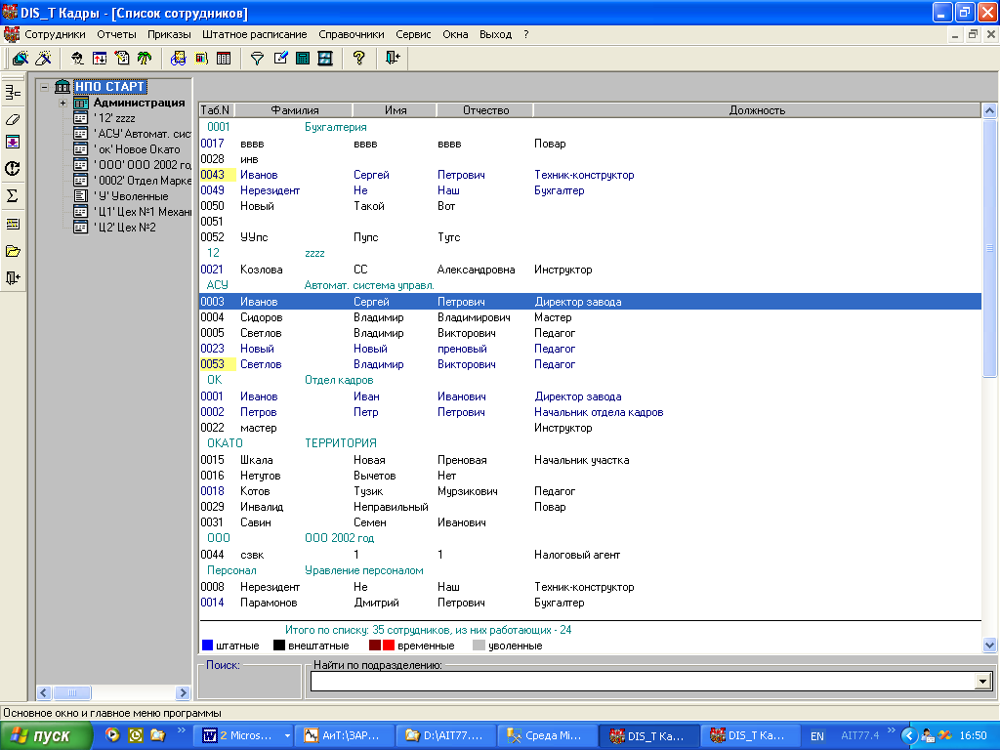 DIS_T Кадры - [Список сотрудников]
Сотрудники Отчеты Приказы Штатное расписание Справочники Сервис Окна Выход ?
НПО СТАРТ
Администрация
'12' zzzz
'АСУ' Автомат. сис
'ок' Новое Окато
'ООО' ООО 2002 го
'0002' Отдел Марке
'У' Уволенные
'Ц1' Цех №1 Механ
'Ц2' Цех №2
Таб.N Фамилия Имя Отчество Должность
0001 Бухгалтерия
0017 вввв вввв вввв Повар
0028 инв
0043 Иванов Сергей Петрович Техник-конструктор
0049 Нерезидент Не Наш Бухгалтер
0050 Новый Такой Вот
0051
0052 УУпс Пупс Тутс
12 zzzz
0021 Козлова СС Александровна Инструктор
АСУ Автомат. система управл.
0003 Иванов Сергей Петрович Директор завода
0004 Сидоров Владимир Владимирович Мастер
0005 Светлов Владимир Викторович Педагог
0023 Новый Новый преновый Педагог
0053 Светлов Владимир Викторович Педагог
ОК Отдел кадров
0001 Иванов Иван Иванович Директор завода
0002 Петров Петр Петрович Начальник отдела кадров
0022 мастер Инструктор
ОКАТО ТЕРРИТОРИЯ
0015 Шкала Новая Преновая Начальник участка
0016 Нетутов Вычетов Нет
0018 Котов Тузик Мурзикович Педагог
0029 Инвалид Неправильный Повар
0031 Савин Семен Иванович
ООО ООО 2002 год
0044 сзвк 1 1 Налоговый агент
Персонал Уравление персоналом
0008 Нерезидент Не Наш Техник-конструктор
0014 Парамонов Дмитрий Петрович Бухгалтер
Итого по списку: 35 сотрудников, из них работающих - 24
штатные внештатные временные уволенные
Поиск: Найти по подразделению:
Основное окно и главное меню программы
пуск 2 Micros... АиТ:\ЗАР... D:\AIT77.... Среда Mi... DIS_T Ка... DIS_T Ка... EN AIT77.4 16:50